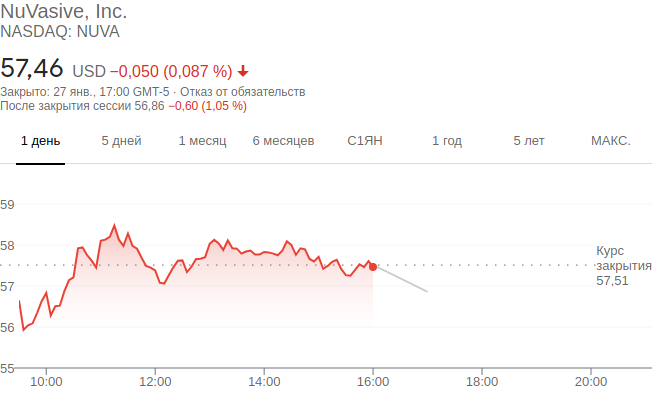 NuVasive, Inc.
NASDAQ: NUVA
57,46 USD −0,050 (0,087 %)
Закрыто: 27 янв., 17:00 GMT-5 · Отказ от обязательств
После закрытия сессии 56,86 −0,60 (1,05 %)
1 день 5 дней 1 месяц 6 месяцев С1ЯН 1 год 5 лет МАКС.
59
58
Курс
закрытия
57,51
57
56
55
10:00 12:00 14:00 16:00 18:00 20:00